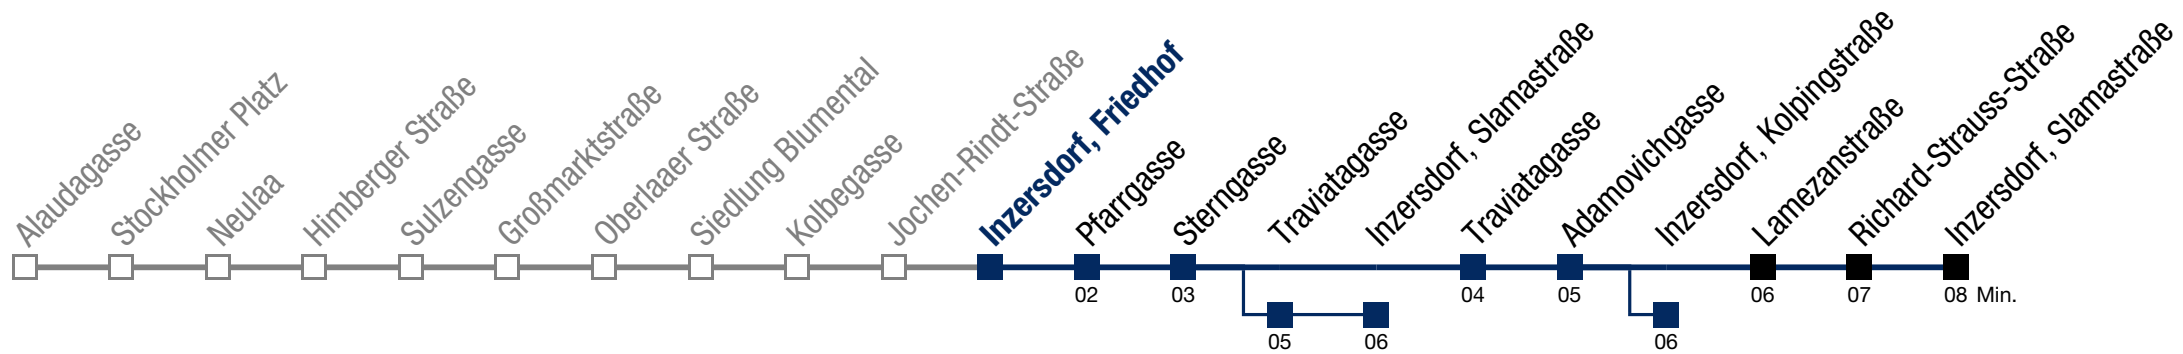 Alaudagasse
Stockholmer Platz
Neulaa
Himberger Straße
Sulzengasse
Großmarktstraße
Oberlaaer Straße
Siedlung Blumental
Kolbegasse
Jochen-Rindt-Straße
Inzersdorf, Friedhof
Pfarrgasse
Sterngasse
Traviatagasse
Inzersdorf, Slamastraße
Traviatagasse
Adamovichgasse
Inzersdorf, Kolpingstraße
Lamezanstraße
Richard-Strauss-Straße
Inzersdorf, Slamastraße
02
03
04
05
06
07
08 Min.
05
06
06